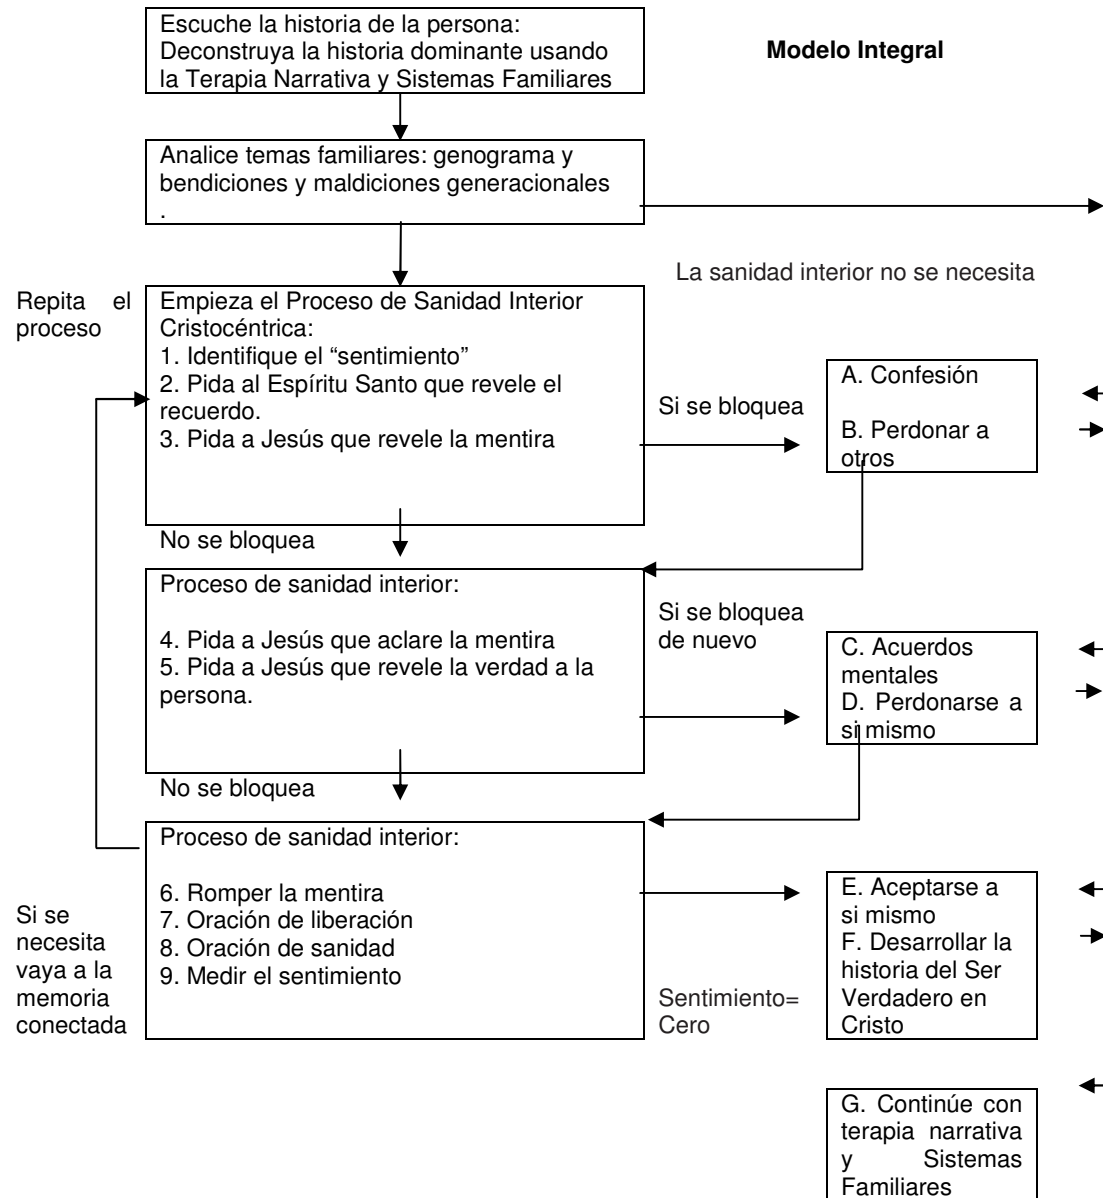 Escuche la historia de la persona:
Deconstruya la historia dominante usando
la Terapia Narrativa y Sistemas Familiares
Modelo Integral
Analice temas familiares: genograma y
bendiciones y maldiciones generacionales
.
La sanidad interior no se necesita
Repita el
proceso
Empieza el Proceso de Sanidad Interior
Cristocéntrica:
1. Identifique el “sentimiento”
2. Pida al Espíritu Santo que revele el
recuerdo.
3. Pida a Jesús que revele la mentira
Si se bloquea
A. Confesión
B. Perdonar a
otros
No se bloquea
Proceso de sanidad interior:
4. Pida a Jesús que aclare la mentira
5. Pida a Jesús que revele la verdad a la
persona.
Si se bloquea
de nuevo
C. Acuerdos
mentales
D. Perdonarse a
si mismo
No se bloquea
Proceso de sanidad interior:
6. Romper la mentira
7. Oración de liberación
8. Oración de sanidad
9. Medir el sentimiento
Si se
necesita
vaya a la
memoria
conectada
Sentimiento=
Cero
E. Aceptarse a
si mismo
F. Desarrollar la
historia del Ser
Verdadero en
Cristo
G. Continúe con
terapia narrativa
y Sistemas
Familiares